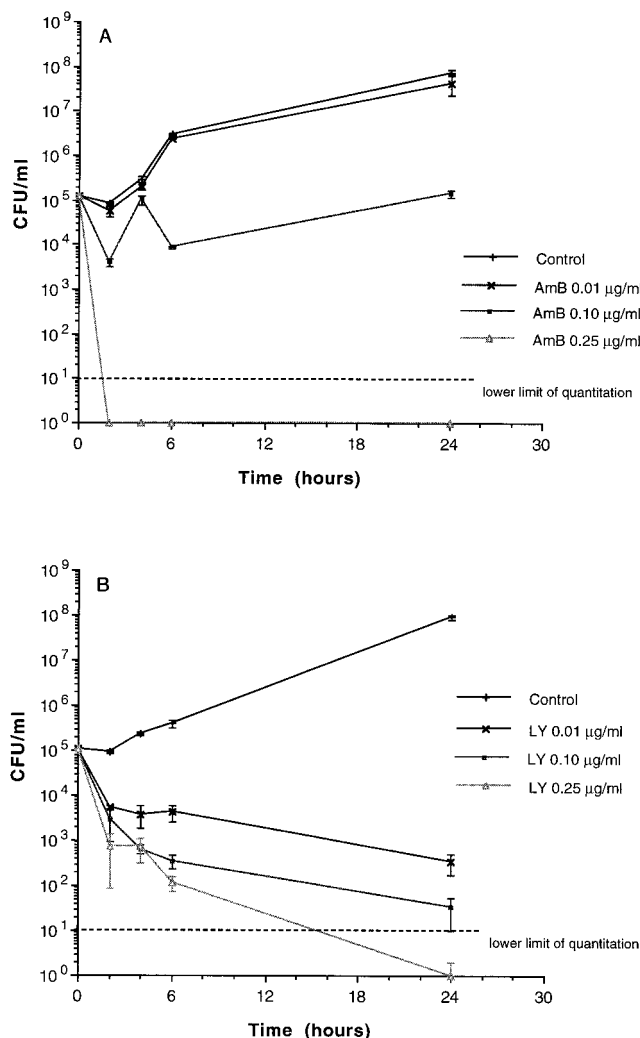 A
10⁹
10⁸
10⁷
10⁶
10⁵
10⁴
10³
10²
10¹
10⁰
CFU/ml
Control
AmB 0.01 µg/ml
AmB 0.10 µg/ml
AmB 0.25 µg/ml
lower limit of quantitation
0 6 12 18 24 30
Time (hours)
B
10⁹
10⁸
10⁷
10⁶
10⁵
10⁴
10³
10²
10¹
10⁰
CFU/ml
Control
LY 0.01 µg/ml
LY 0.10 µg/ml
LY 0.25 µg/ml
lower limit of quantitation
0 6 12 18 24 30
Time (hours)